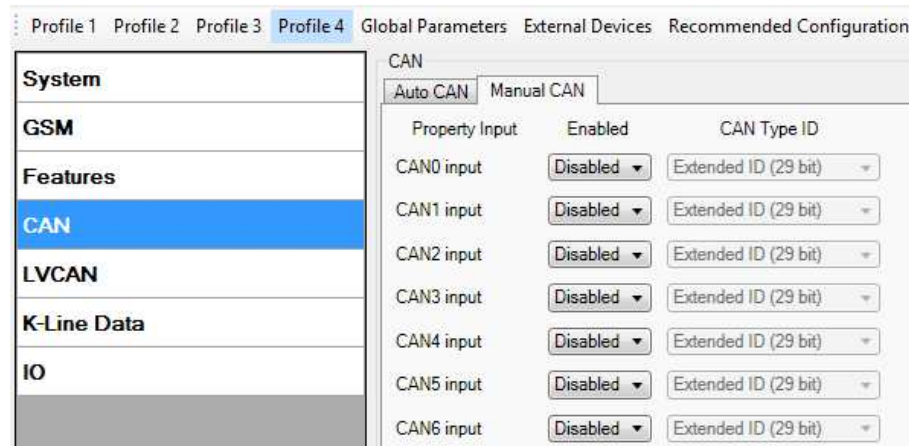 Profile 1 Profile 2 Profile 3 Profile 4 Global Parameters External Devices Recommended Configuration
System
GSM
Features
CAN
LVCAN
K-Line Data
IO
CAN
Auto CAN Manual CAN
Property Input Enabled CAN Type ID
CAN0 input Disabled Extended ID (29 bit)
CAN1 input Disabled Extended ID (29 bit)
CAN2 input Disabled Extended ID (29 bit)
CAN3 input Disabled Extended ID (29 bit)
CAN4 input Disabled Extended ID (29 bit)
CAN5 input Disabled Extended ID (29 bit)
CAN6 input Disabled Extended ID (29 bit)